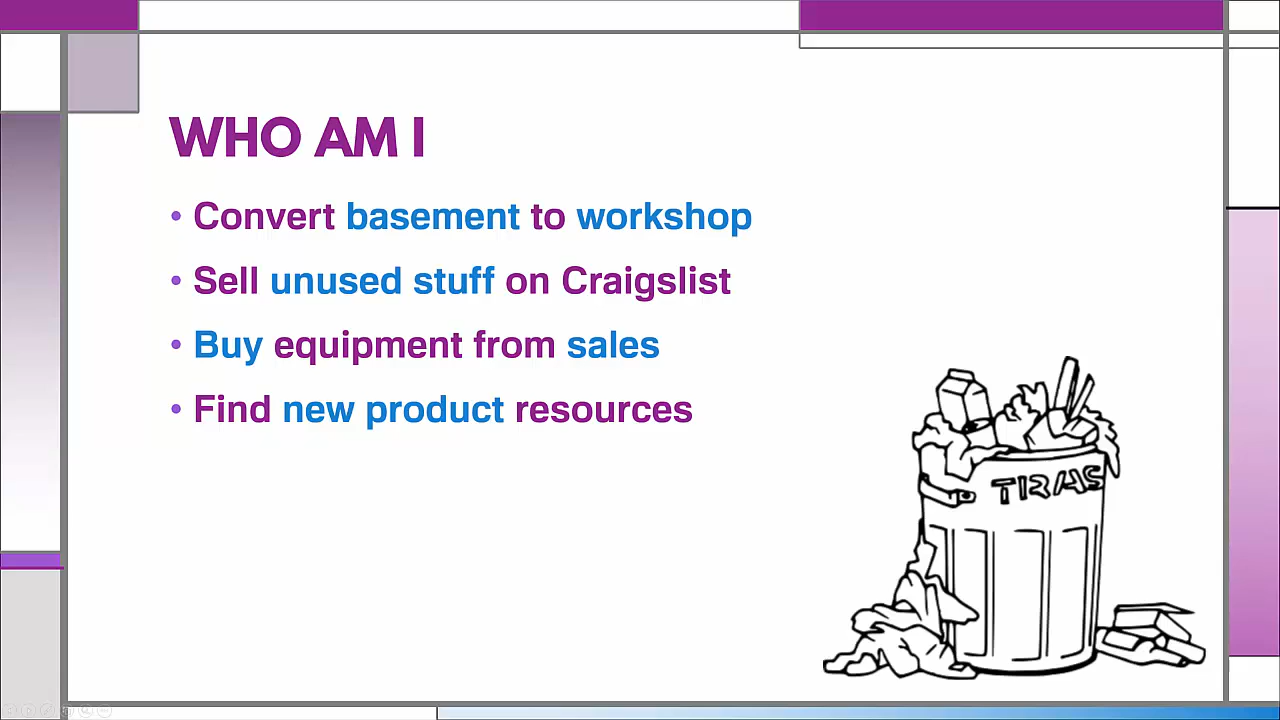 WHO AM I
• Convert basement to workshop
• Sell unused stuff on Craigslist
• Buy equipment from sales
• Find new product resources
TRAS